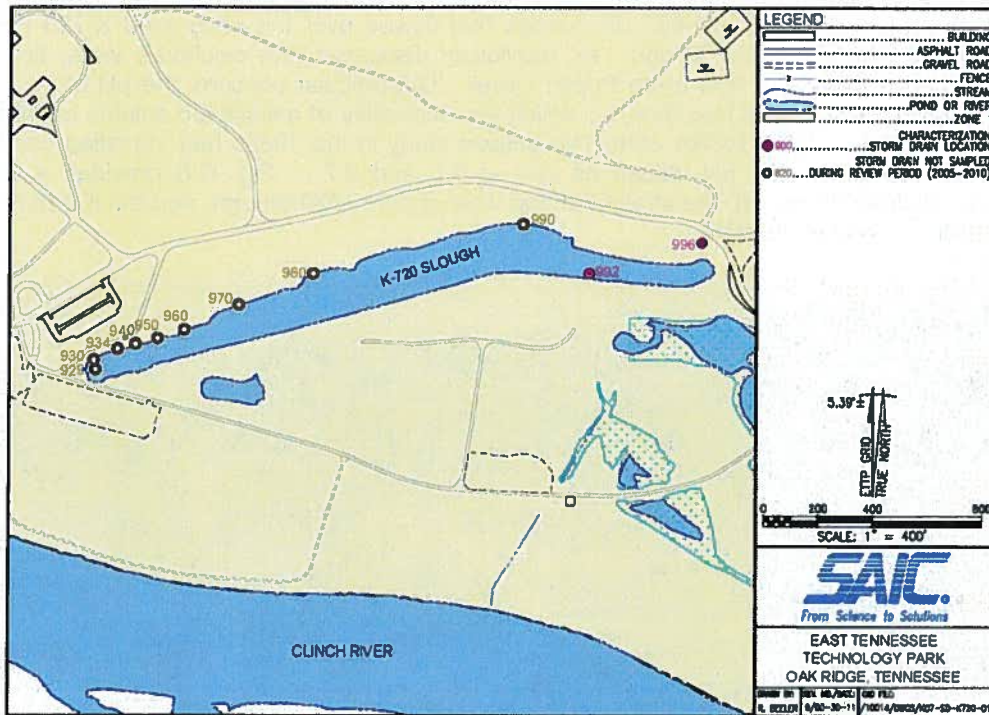 LEGEND
BUILDING
ASPHALT ROAD
GRAVEL ROAD
FENCE
STREAM
POND OR RIVER
ZONE
CHARACTERIZATION
900 STORM DRAIN LOCATION
STORM DRAIN NOT SAMPLED
820 DURING REVIEW PERIOD (2005-2010)
990
996
K-720 SLOUGH
992
980
970
960
950
940
934
930
929
CLINCH RIVER
5.39°±
ETTP GRID
TRUE NORTH
0 200 400 800
SCALE: 1" = 400'
SAIC.
From Science to Solutions
EAST TENNESSEE
TECHNOLOGY PARK
OAK RIDGE, TENNESSEE